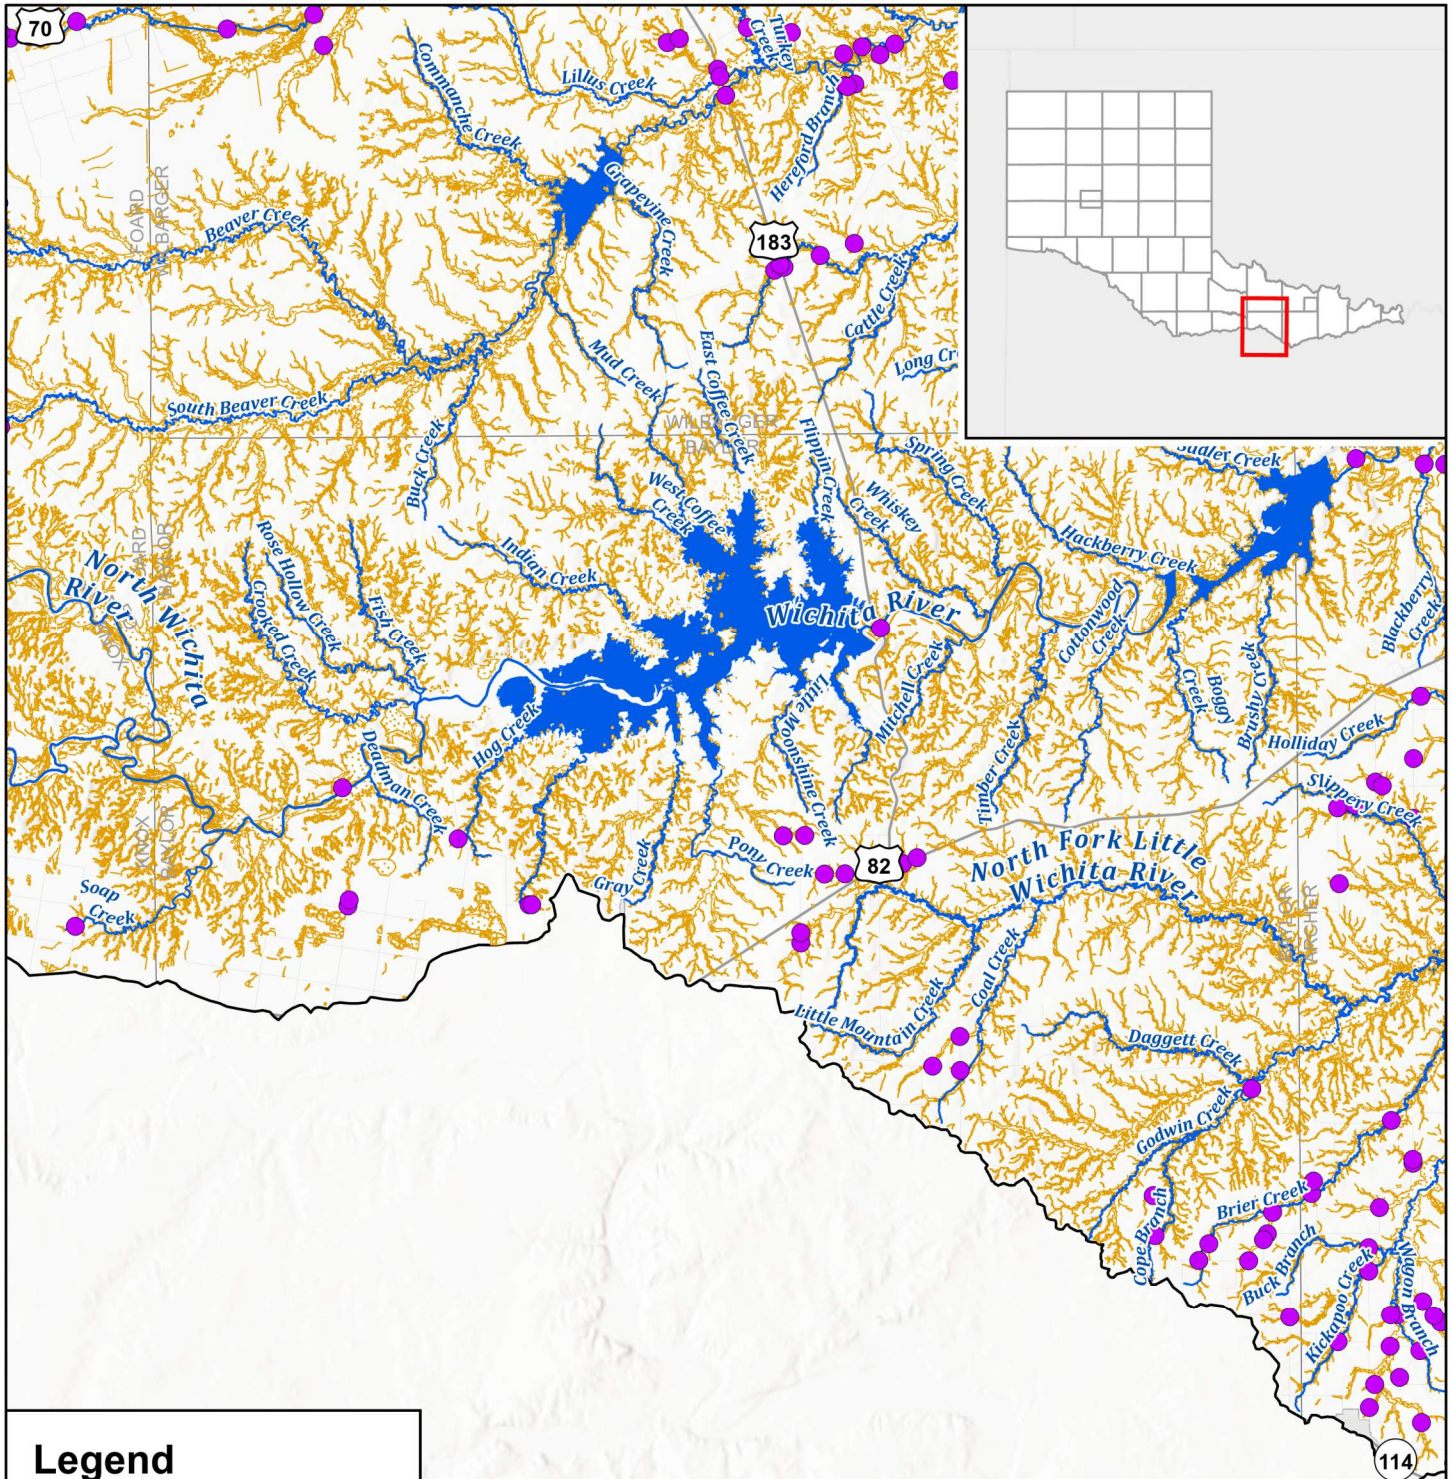 70
Commanche Creek
Lillus Creek
Turkey
Creek
Hereford Branch
Grapevine Creek
183
FOARD
WILBARGER
Beaver Creek
Cattle Creek
Long Cr
Mud Creek
East Coffee Creek
South Beaver Creek
WILBARGER
BAYLOR
Buck Creek
Flippin Creek
Spring Creek
West Coffee
Creek
Whiskey
Creek
Hackberry Creek
North Wichita
River
Rose Hollow Creek
Crooked Creek
Fish Creek
Indian Creek
Wichita River
Cottonwood
Creek
Blackberry
Creek
KNOX
Little Moonshine Creek
Mitchell Creek
Boggy
Creek
Brushy Creek
Holliday Creek
Hog Creek
Deadman Creek
Timber Creek
Slippery Creek
KNOX
BAYLOR
Pony Creek
82
North Fork Little
Wichita River
Soap
Creek
Gray Creek
BAYLOR
ARCHER
Coal Creek
Little Mountain Creek
Daggett Creek
Godwin Creek
Cope Branch
Brier Creek
Buck Branch
Kickapoo Creek
Wagon Branch
114
Legend